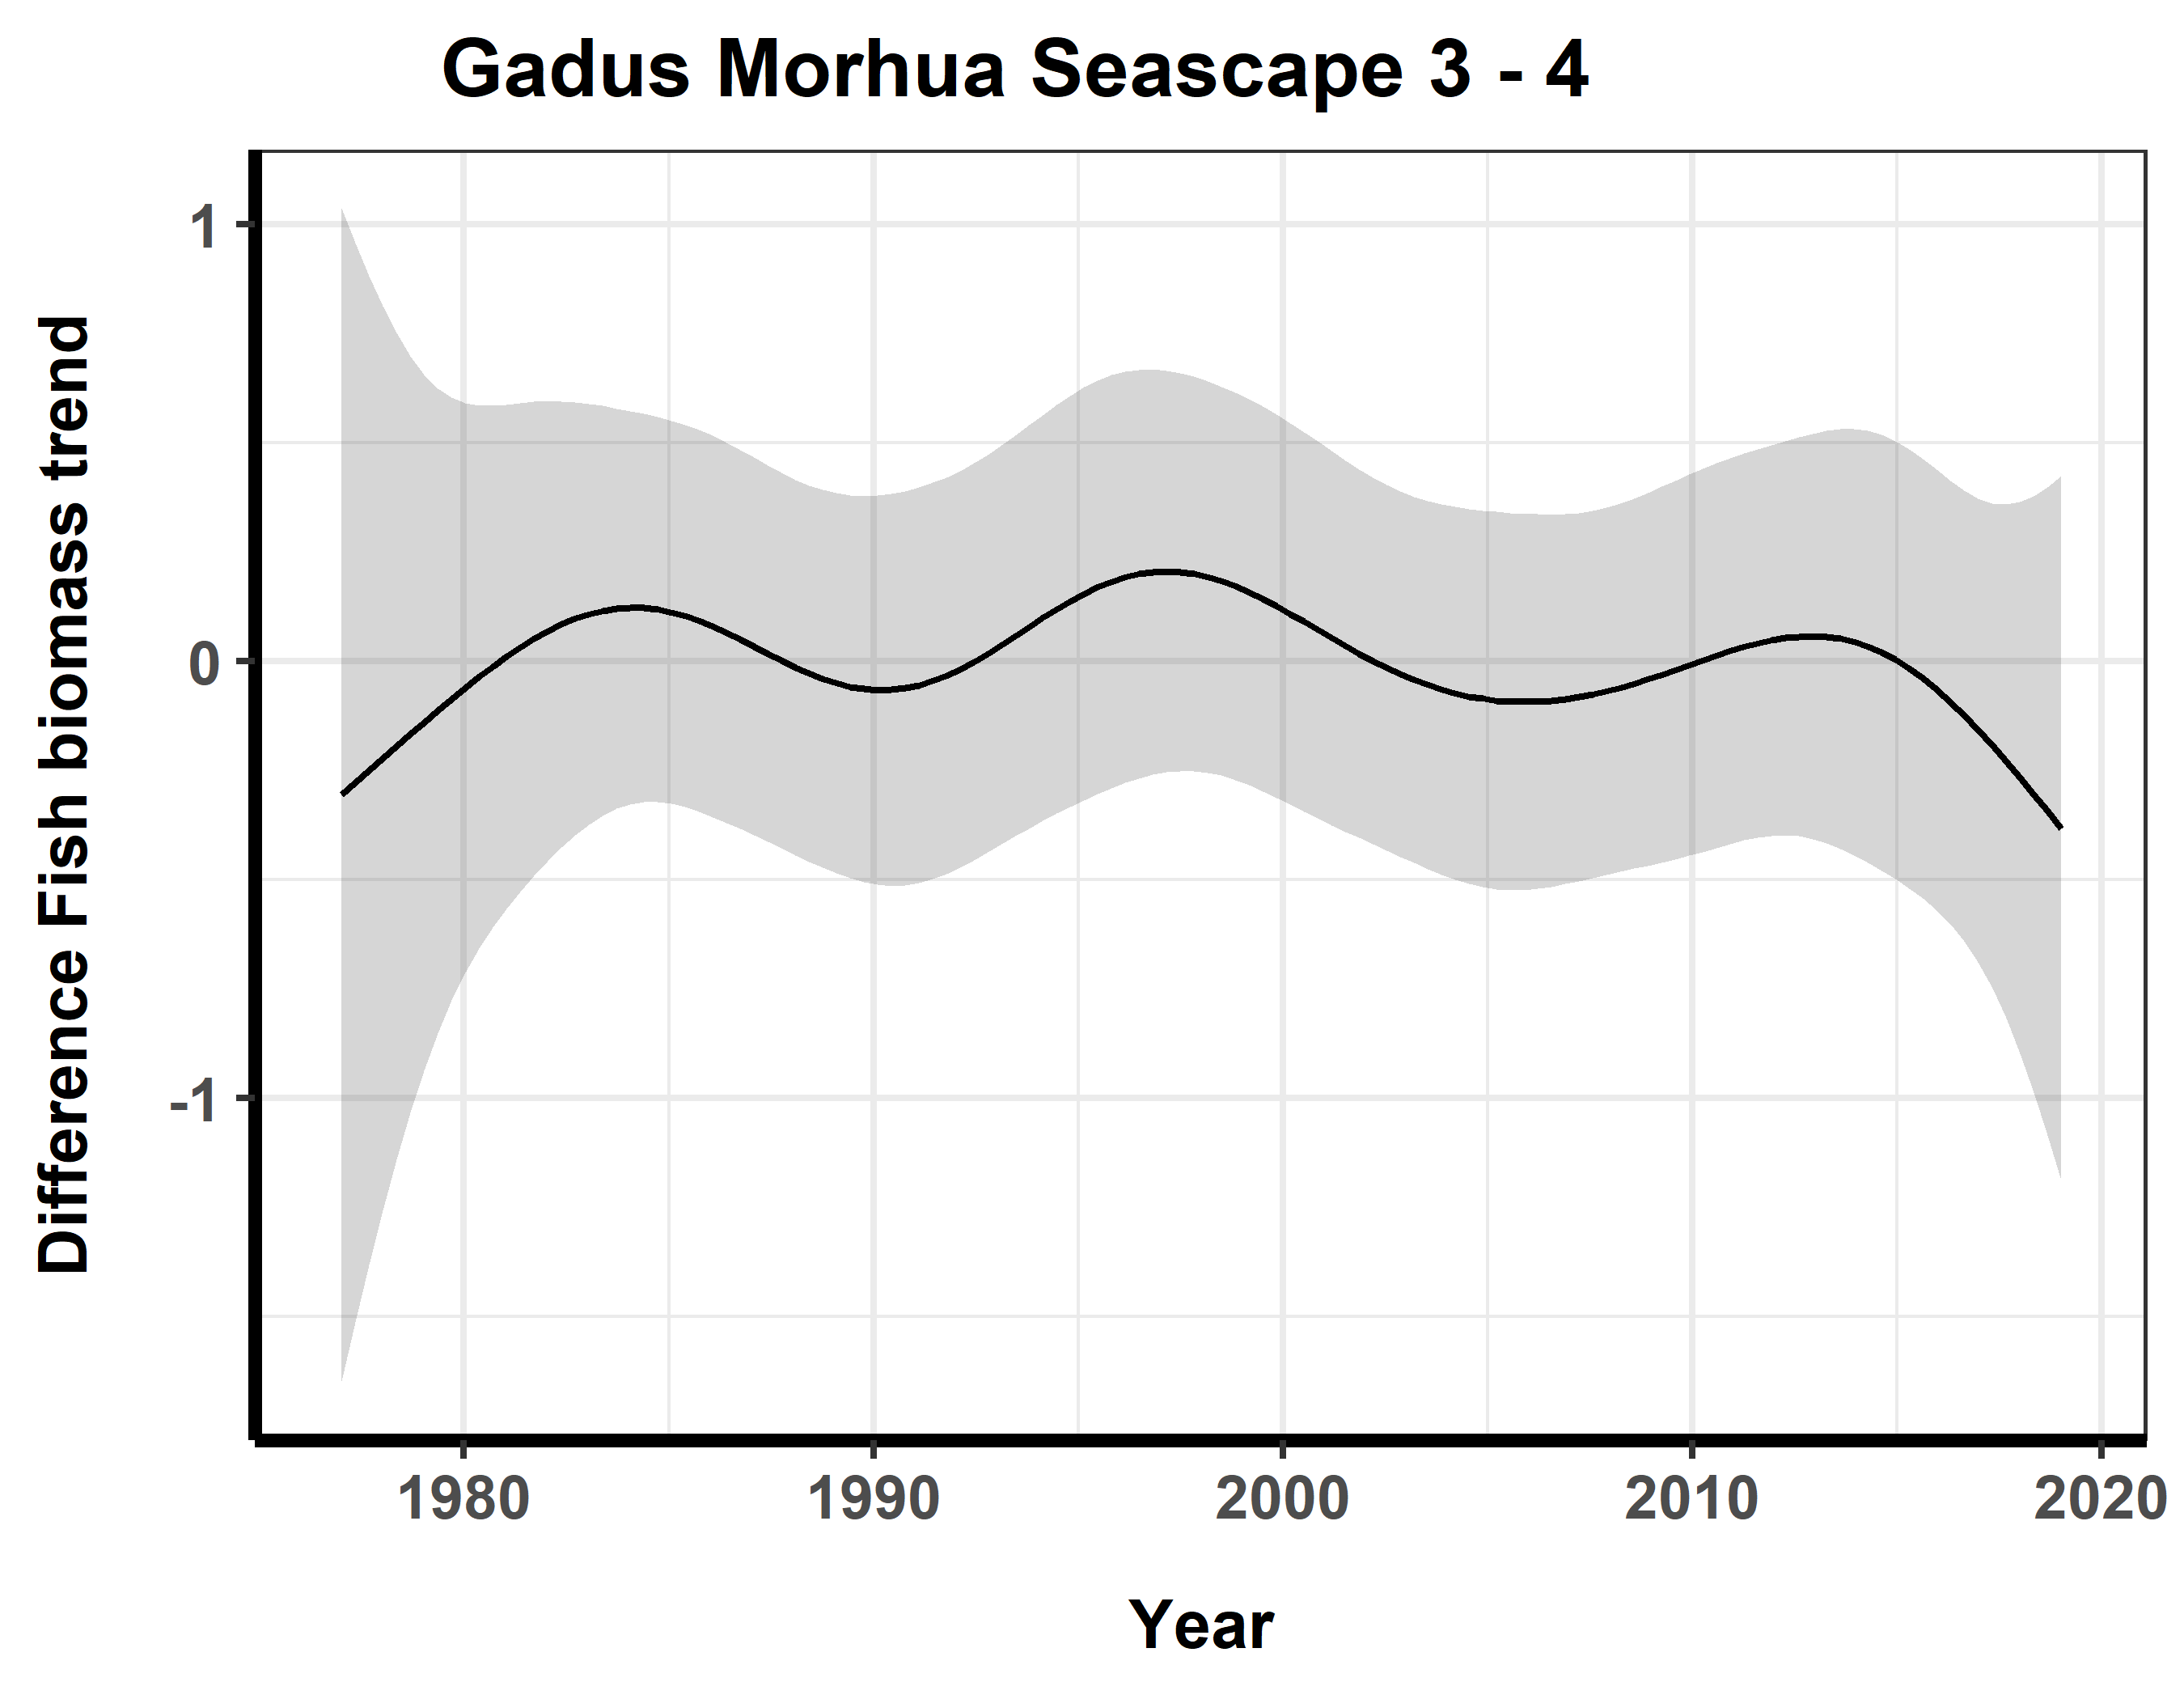 Gadus Morhua Seascape 3 - 4
Difference Fish biomass trend
1
0
-1
1980 1990 2000 2010 2020
Year